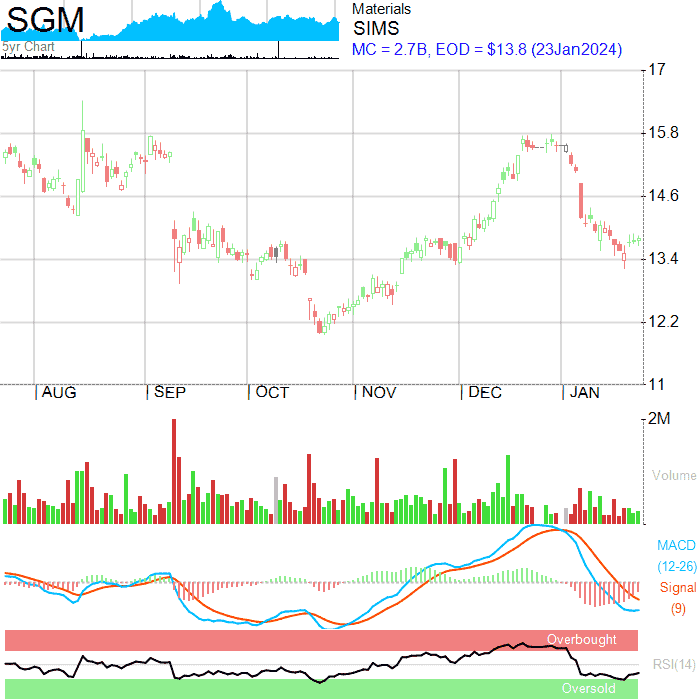 SGM
5yr Chart
Materials
SIMS
MC = 2.7B, EOD = $13.8 (23Jan2024)
17
15.8
14.6
13.4
12.2
11
AUG SEP OCT NOV DEC JAN
2M
Volume
MACD
(12-26)
Signal
(9)
Overbought
RSI(14)
Oversold